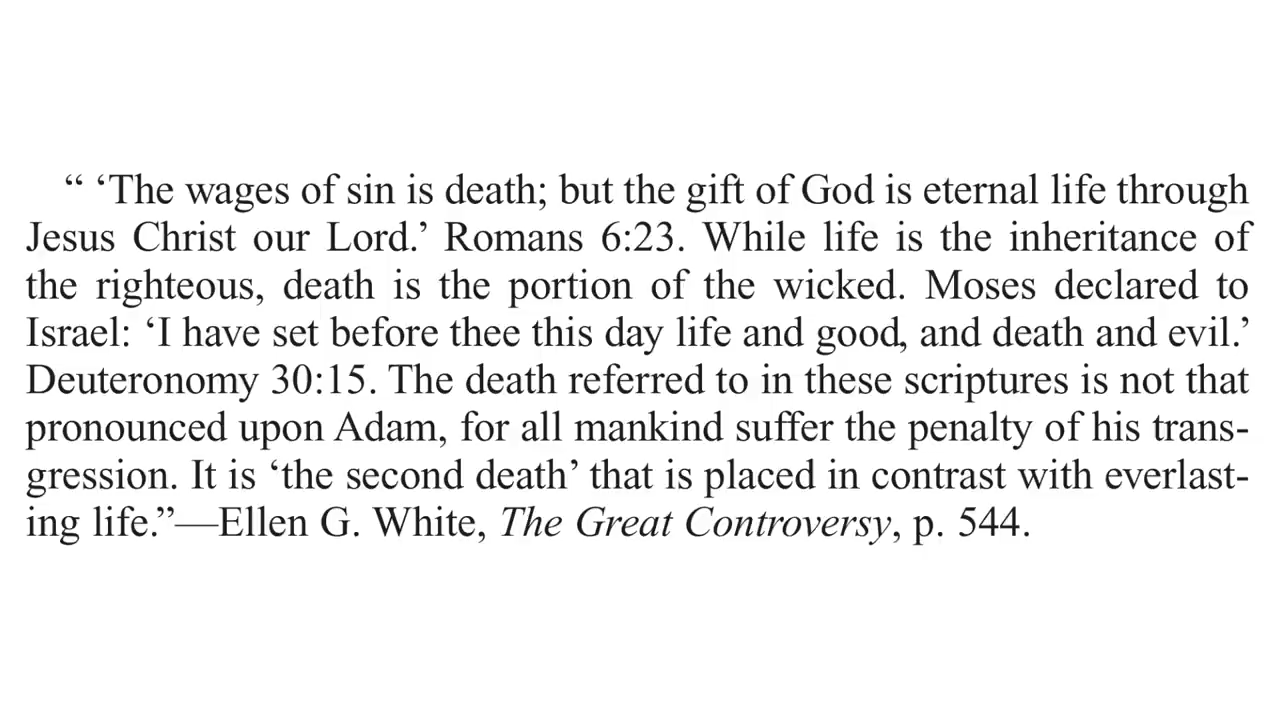 “ ‘The wages of sin is death; but the gift of God is eternal life through
Jesus Christ our Lord.’ Romans 6:23. While life is the inheritance of
the righteous, death is the portion of the wicked. Moses declared to
Israel: ‘I have set before thee this day life and good, and death and evil.’
Deuteronomy 30:15. The death referred to in these scriptures is not that
pronounced upon Adam, for all mankind suffer the penalty of his trans-
gression. It is ‘the second death’ that is placed in contrast with everlast-
ing life.”—Ellen G. White, The Great Controversy, p. 544.